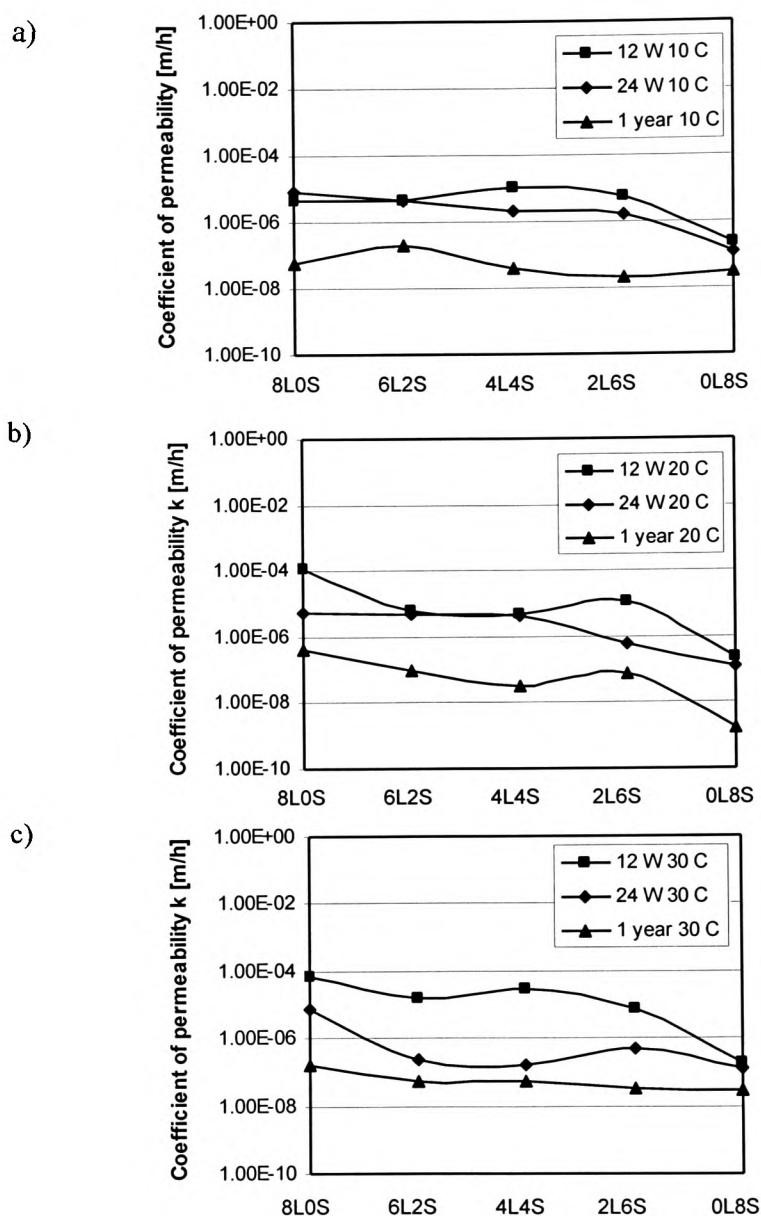 a)
Coefficient of permeability [m/h]
1.00E+00
1.00E-02
1.00E-04
1.00E-06
1.00E-08
1.00E-10
12 W 10 C
24 W 10 C
1 year 10 C
8L0S 6L2S 4L4S 2L6S 0L8S
b)
Coefficient of permeability k [m/h]
1.00E+00
1.00E-02
1.00E-04
1.00E-06
1.00E-08
1.00E-10
12 W 20 C
24 W 20 C
1 year 20 C
8L0S 6L2S 4L4S 2L6S 0L8S
c)
Coefficient of permeability k [m/h]
1.00E+00
1.00E-02
1.00E-04
1.00E-06
1.00E-08
1.00E-10
12 W 30 C
24 W 30 C
1 year 30 C
8L0S 6L2S 4L4S 2L6S 0L8S